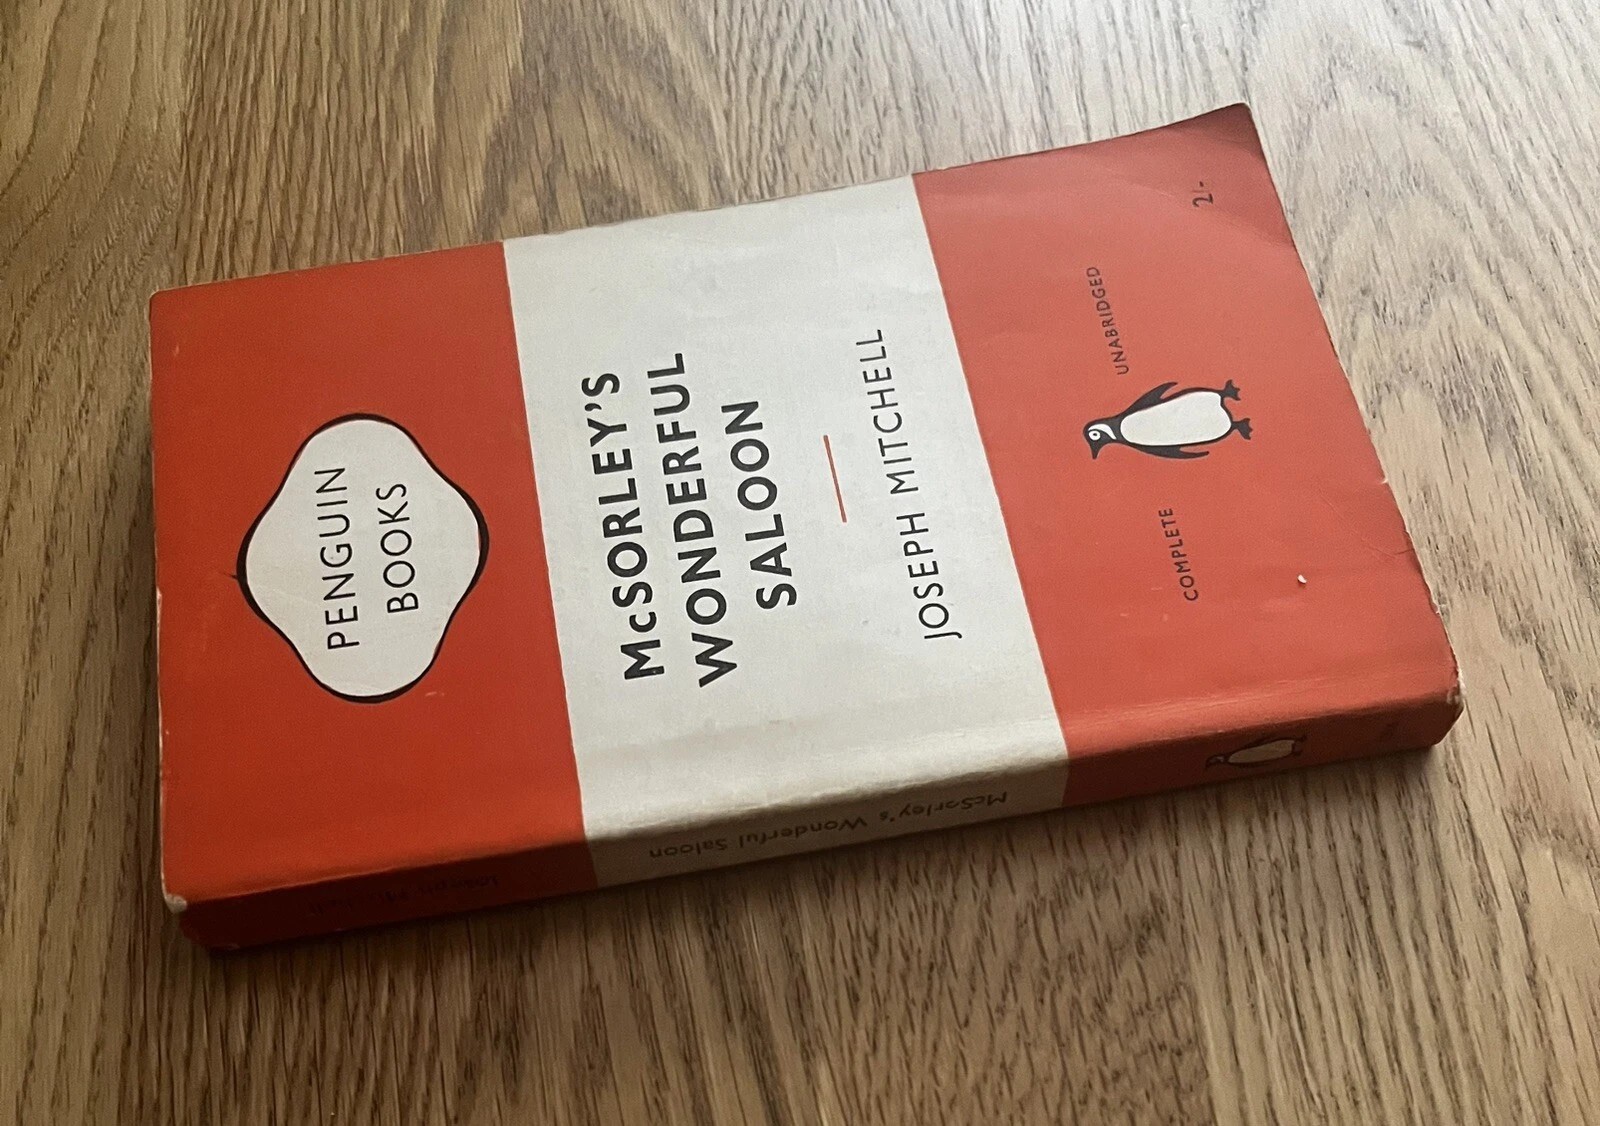 PENGUIN
BOOKS
McSORLEY'S
WONDERFUL
SALOON
JOSEPH MITCHELL
COMPLETE
UNABRIDGED
2/-
McSorley's Wonderful Saloon